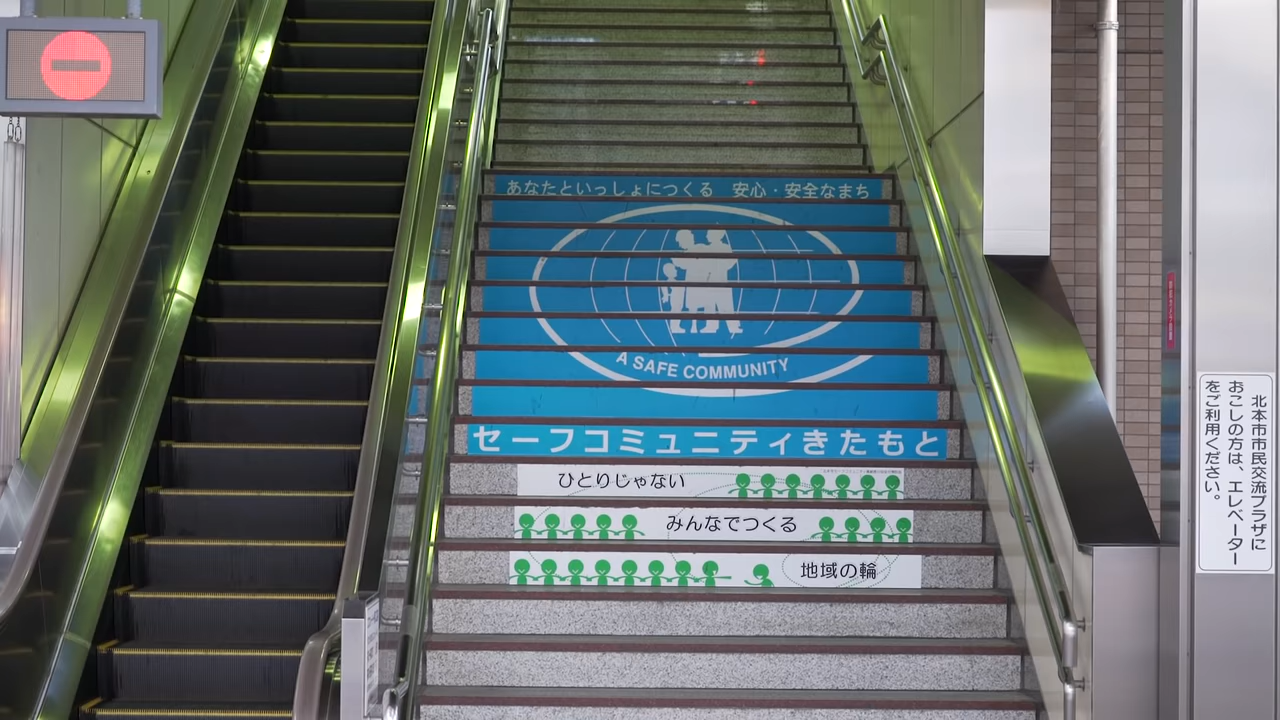 あなたといっしょにつくる 安心・安全なまち
A SAFE COMMUNITY
セーフコミュニティきたもと
ひとりじゃない
みんなでつくる
地域の輪
北本市市民交流プラザに
おこしの方は、エレベーター
をご利用ください。